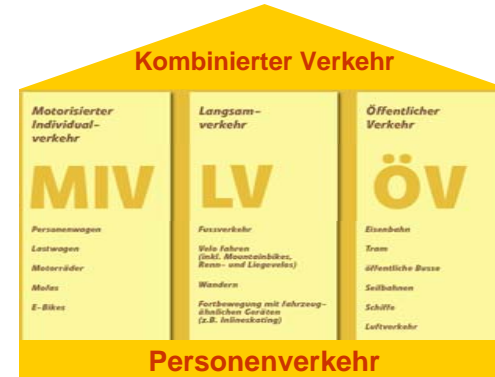 Kombinierter Verkehr
Motorisierter
Individual-
verkehr
MIV
Personenwagen
Lastwagen
Motorräder
Mofas
E-Bikes
Langsam-
verkehr
LV
Fussverkehr
Velo fahren
(inkl. Mountainbikes,
Renn- und Liegevelos)
Wandern
Fortbewegung mit fahrzeug-
ähnlichen Geräten
(z.B. Inlineskating)
Öffentlicher
Verkehr
ÖV
Eisenbahn
Tram
öffentliche Busse
Seilbahnen
Schiffe
Luftverkehr
Personenverkehr